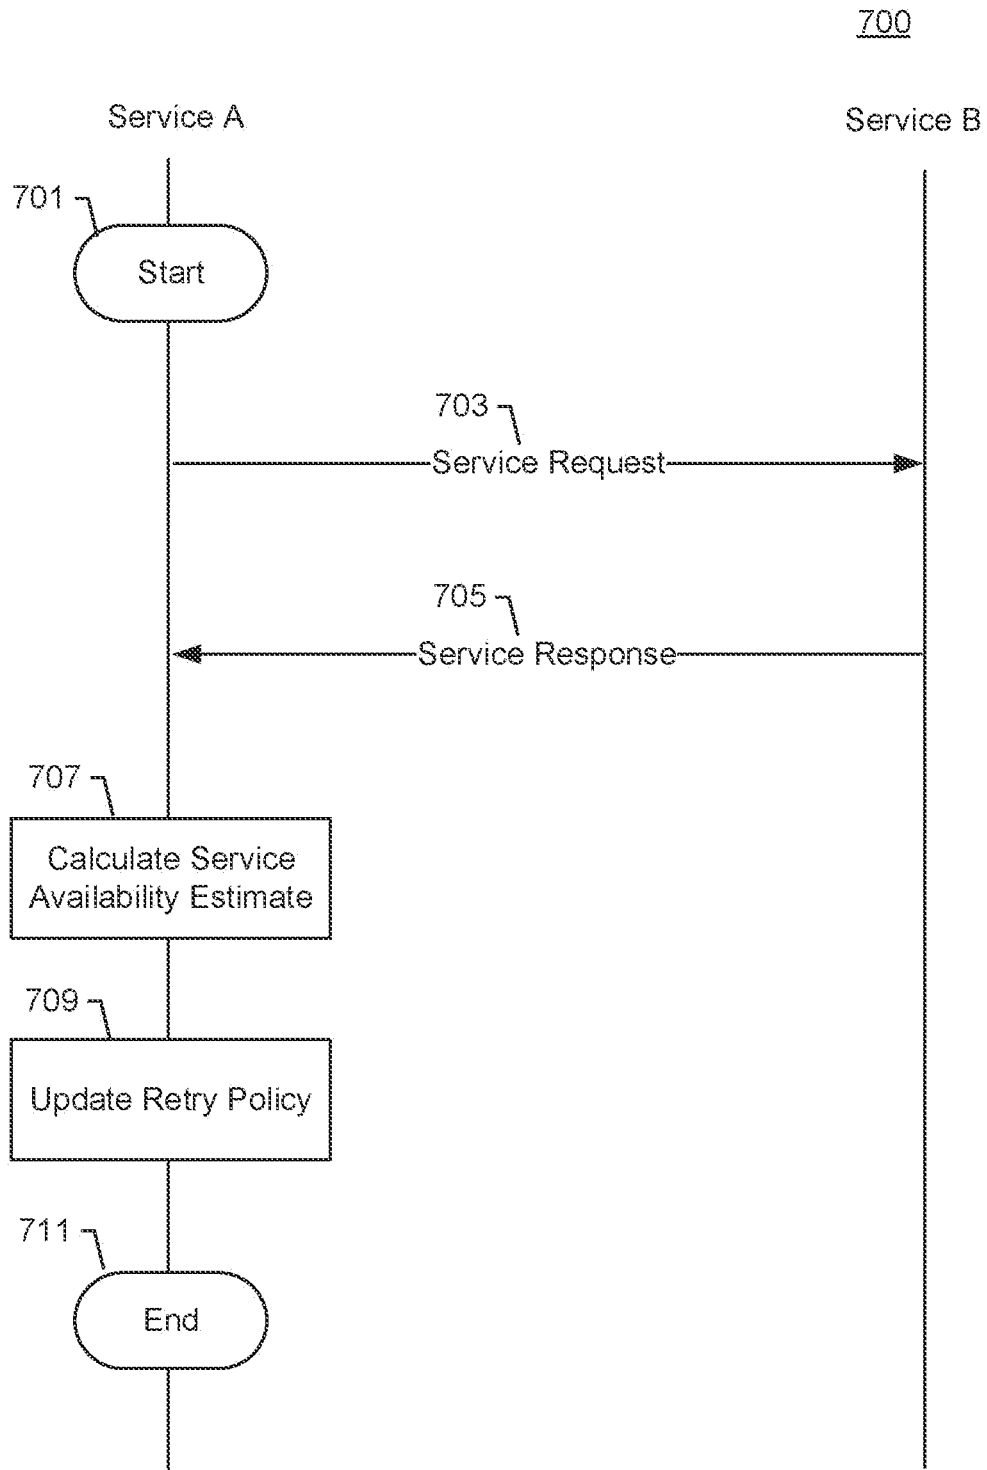 700
Service A
Service B
701
Start
703
Service Request
705
Service Response
707
Calculate Service
Availability Estimate
709
Update Retry Policy
711
End